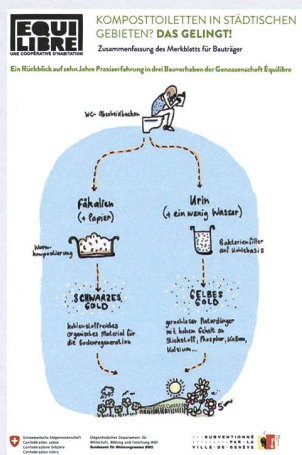 EQUI
LIBRE!
UNE COOPÉRATIVE D'HABITATION
KOMPOSTTOILETTEN IN STÄDTISCHEN
GEBIETEN? DAS GELINGT!
Zusammenfassung des Merkblatts für Bauträger
Ein Rückblick auf zehn Jahre Praxiserfahrung in drei Bauvorhaben der Genossenschaft Équilibre
WC-Abscheidbecken
Fäkalien
(+ Papier)
Urin
(+ ein wenig Wasser)
Wurm-
kompostierung
Bakterienfilter
auf Kohlebasis
SCHWARZES
GOLD
GELBES
GOLD
kohlenstoffreiches
organisches Material für
die Bodenregeneration
geruchloser Naturdünger
mit hohem Gehalt an
Stickstoff, Phosphor, Kalium,
Kalzium...
Schweizerische Eidgenossenschaft
Confédération suisse
Confederazione Svizzera
Confederaziun svizra
Eidgenössisches Departement für
Wirtschaft, Bildung und Forschung WBF
Bundesamt für Wohnungswesen BWO
SUBVENTIONNÉ
PAR LA
VILLE DE GENÈVE